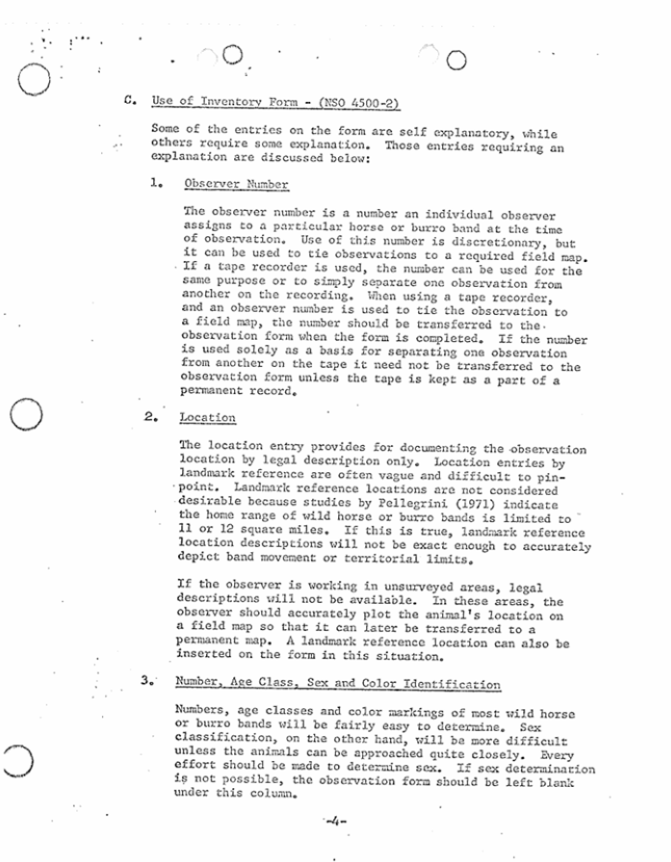 C. Use of Inventory Form - (NSO 4500-2)
Some of the entries on the form are self explanatory, while
others require some explanation. Those entries requiring an
explanation are discussed below:
1. Observer Number
The observer number is a number an individual observer
assigns to a particular horse or burro band at the time
of observation. Use of this number is discretionary, but
it can be used to tie observations to a required field map.
If a tape recorder is used, the number can be used for the
same purpose or to simply separate one observation from
another on the recording. When using a tape recorder,
and an observer number is used to tie the observation to
a field map, the number should be transferred to the
observation form when the form is completed. If the number
is used solely as a basis for separating one observation
from another on the tape it need not be transferred to the
observation form unless the tape is kept as a part of a
permanent record.
2. Location
The location entry provides for documenting the observation
location by legal description only. Location entries by
landmark reference are often vague and difficult to pin-
point. Landmark reference locations are not considered
desirable because studies by Pellegrini (1971) indicate
the home range of wild horse or burro bands is limited to
11 or 12 square miles. If this is true, landmark reference
location descriptions will not be exact enough to accurately
depict band movement or territorial limits.
If the observer is working in unsurveyed areas, legal
descriptions will not be available. In these areas, the
observer should accurately plot the animal's location on
a field map so that it can later be transferred to a
permanent map. A landmark reference location can also be
inserted on the form in this situation.
3. Number, Age Class, Sex and Color Identification
Numbers, age classes and color markings of most wild horse
or burro bands will be fairly easy to determine. Sex
classification, on the other hand, will be more difficult
unless the animals can be approached quite closely. Every
effort should be made to determine sex. If sex determination
is not possible, the observation form should be left blank
under this column.
-4-